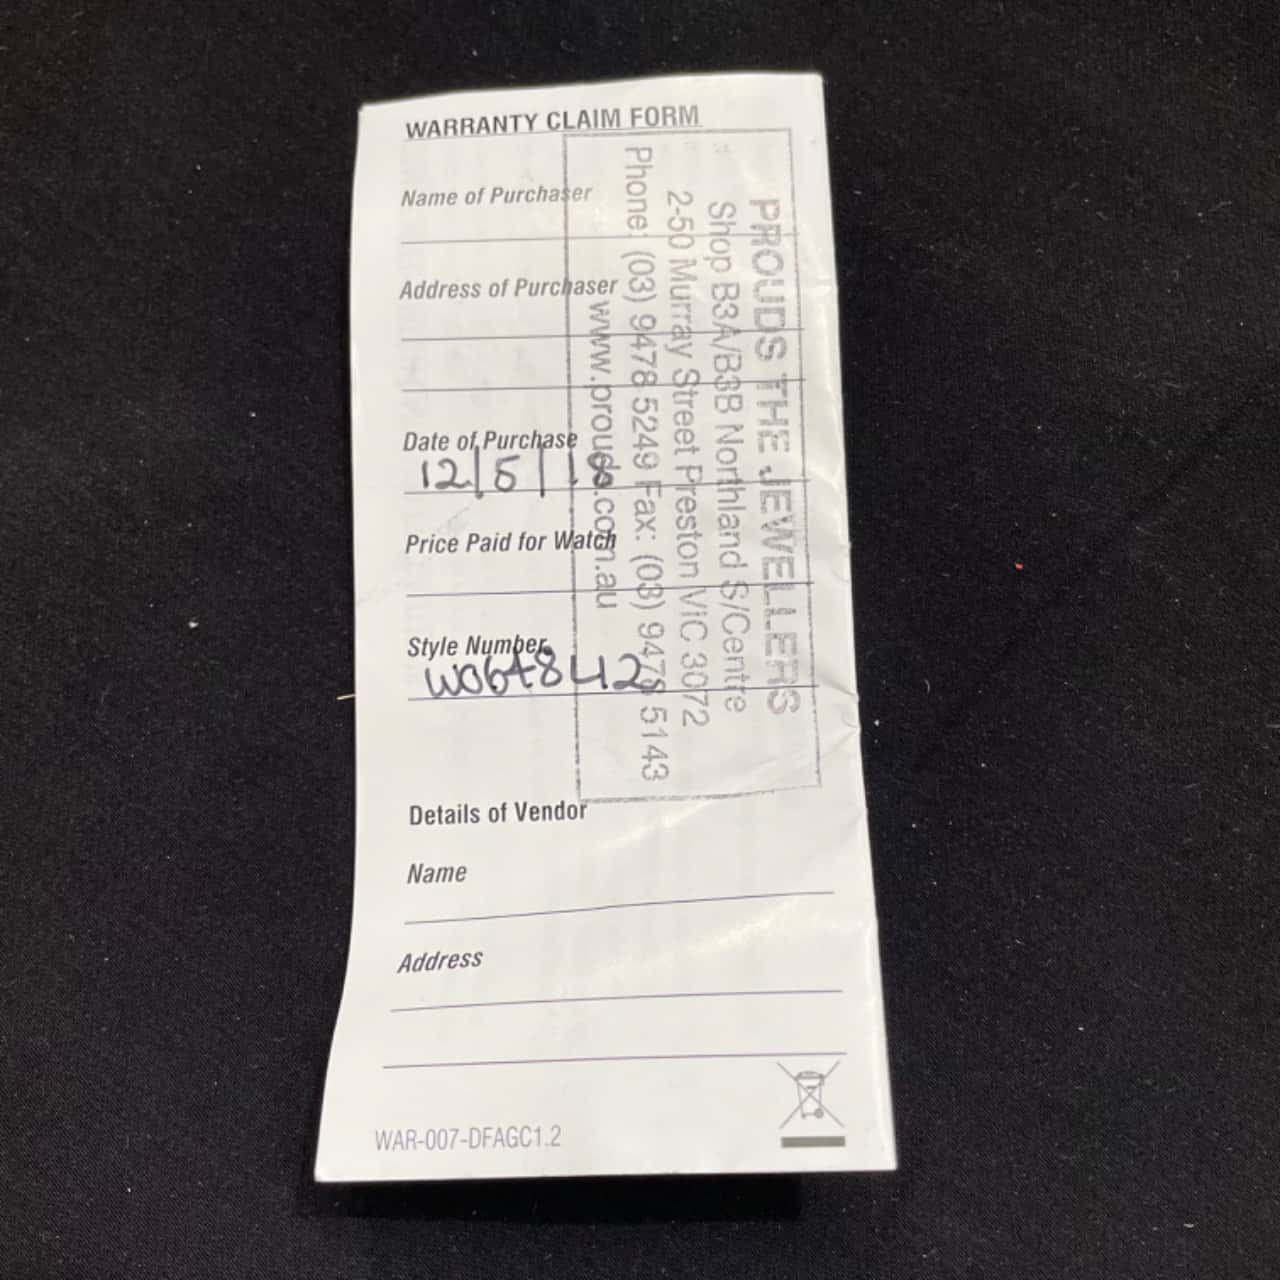 WARRANTY CLAIM FORM
Name of Purchaser
Address of Purchaser
Date of Purchase
12/5/
Price Paid for Watch
Style Number
Details of Vendor
Name
Address
WAR-007-DFAGC1.2
PROUDS THE JEWELLERS
Shop B3A/B3B Northland S/Centre
2-50 Murray Street Preston VIC 3072
Phone: (03) 9478 5249 Fax: (03) 9478 5143
www.prouds.com.au